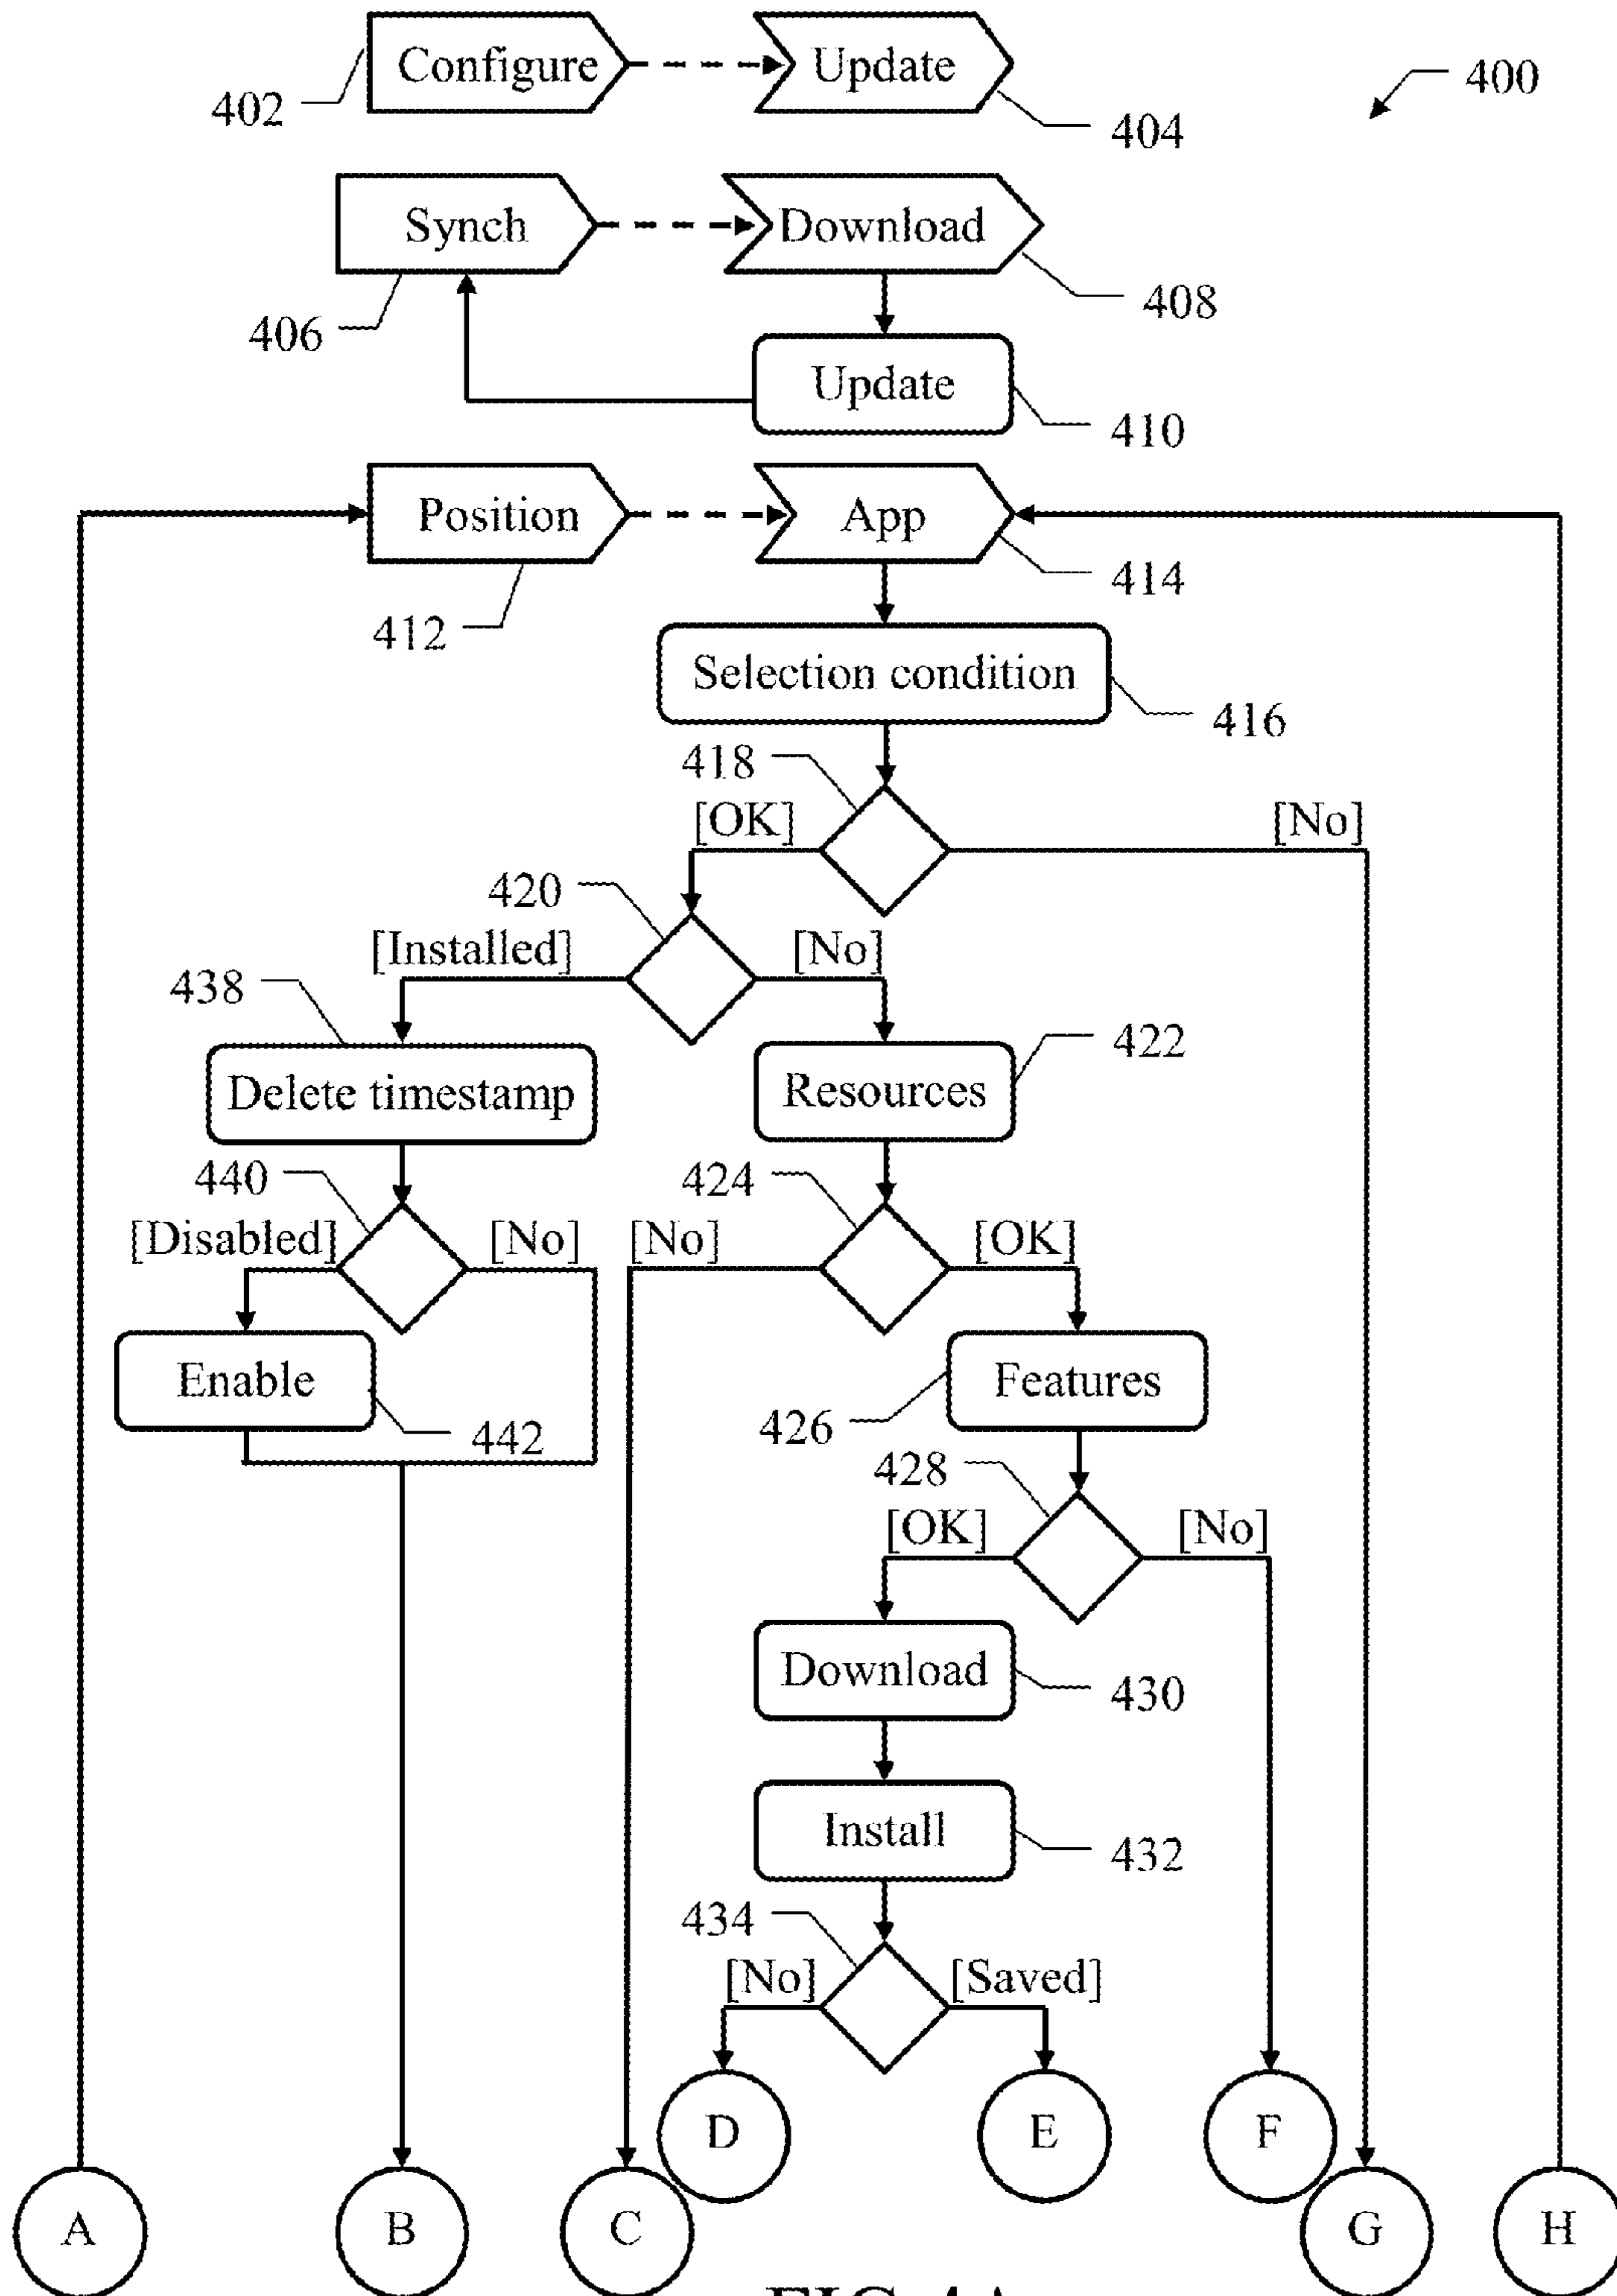 Configure
Update
400
402
404
Synch
Download
408
406
Update
410
Position
App
414
412
Selection condition
416
418
[OK]
[No]
420
[Installed]
[No]
438
422
Delete timestamp
Resources
440
424
[Disabled]
[No]
[No]
[OK]
Enable
Features
442
426
428
[OK]
[No]
Download
430
Install
432
434
[No]
[Saved]
D
E
F
A
B
C
G
H